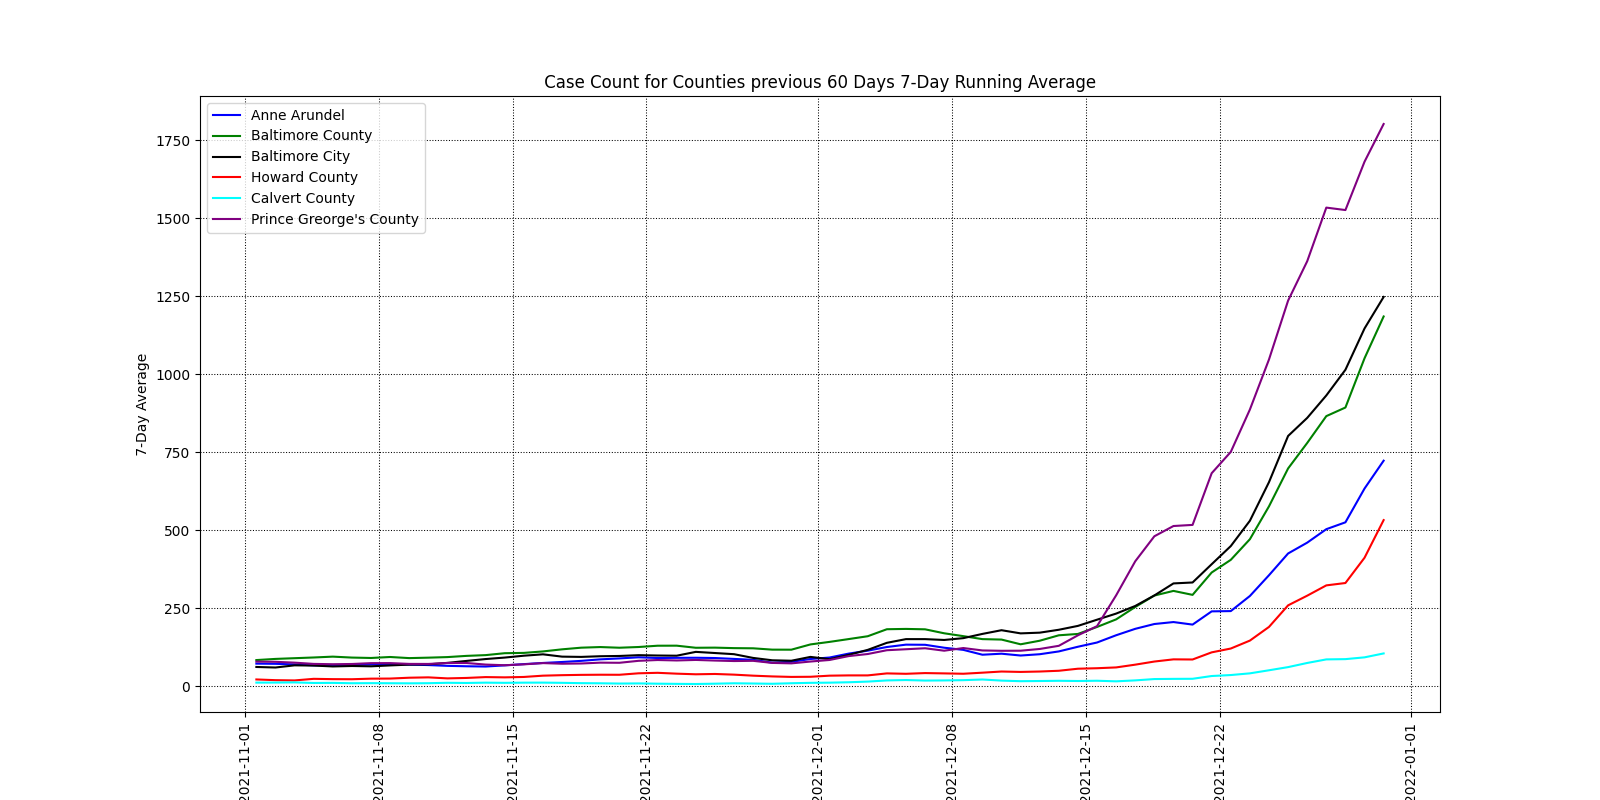 Case Count for Counties previous 60 Days 7-Day Running Average
Anne Arundel
Baltimore County
Baltimore City
Howard County
Calvert County
Prince Greorge's County
7-Day Average
1750
1500
1250
1000
750
500
250
0
2021-11-01
2021-11-08
2021-11-15
2021-11-22
2021-12-01
2021-12-08
2021-12-15
2021-12-22
2022-01-01